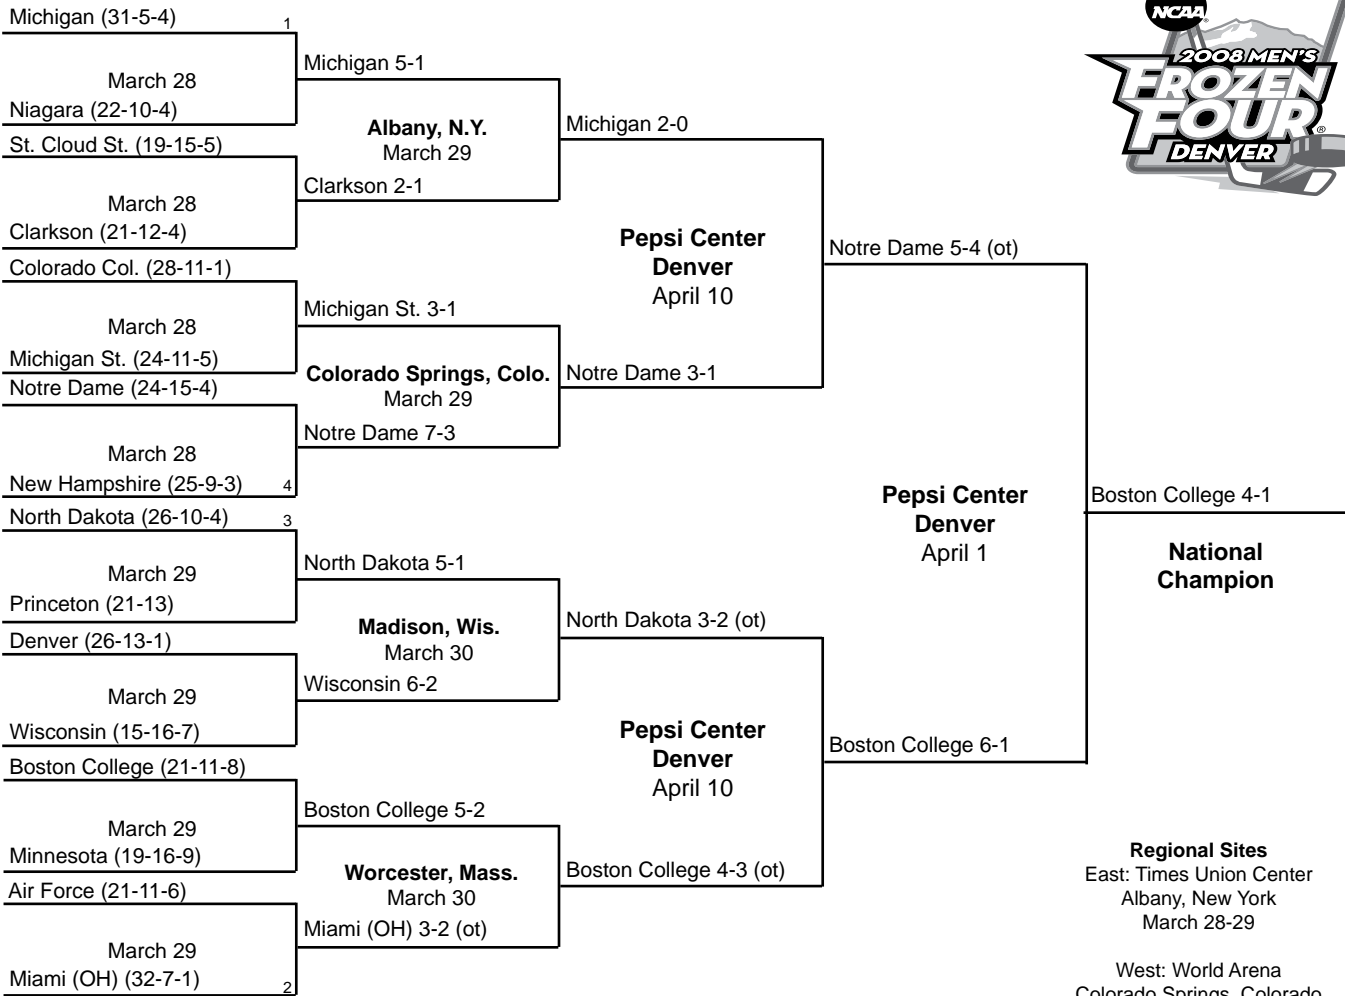 Michigan (31-5-4)
1
March 28
Niagara (22-10-4)
St. Cloud St. (19-15-5)
March 28
Clarkson (21-12-4)
Colorado Col. (28-11-1)
March 28
Michigan St. (24-11-5)
Notre Dame (24-15-4)
March 28
New Hampshire (25-9-3)
4
North Dakota (26-10-4)
3
March 29
Princeton (21-13)
Denver (26-13-1)
March 29
Wisconsin (15-16-7)
Boston College (21-11-8)
March 29
Minnesota (19-16-9)
Air Force (21-11-6)
March 29
Miami (OH) (32-7-1)
2
Michigan 5-1
Albany, N.Y.
March 29
Clarkson 2-1
Michigan St. 3-1
Colorado Springs, Colo.
March 29
Notre Dame 7-3
North Dakota 5-1
Madison, Wis.
March 30
Wisconsin 6-2
Boston College 5-2
Worcester, Mass.
March 30
Miami (OH) 3-2 (ot)
Michigan 2-0
Pepsi Center
Denver
April 10
Notre Dame 3-1
North Dakota 3-2 (ot)
Pepsi Center
Denver
April 10
Boston College 4-3 (ot)
Notre Dame 5-4 (ot)
Pepsi Center
Denver
April 1
Boston College 6-1
Boston College 4-1
National
Champion
NCAA
2008 MEN'S
FROZEN
FOUR
®
DENVER
Regional Sites
East: Times Union Center
Albany, New York
March 28-29
West: World Arena
Colorado Springs, Colorado